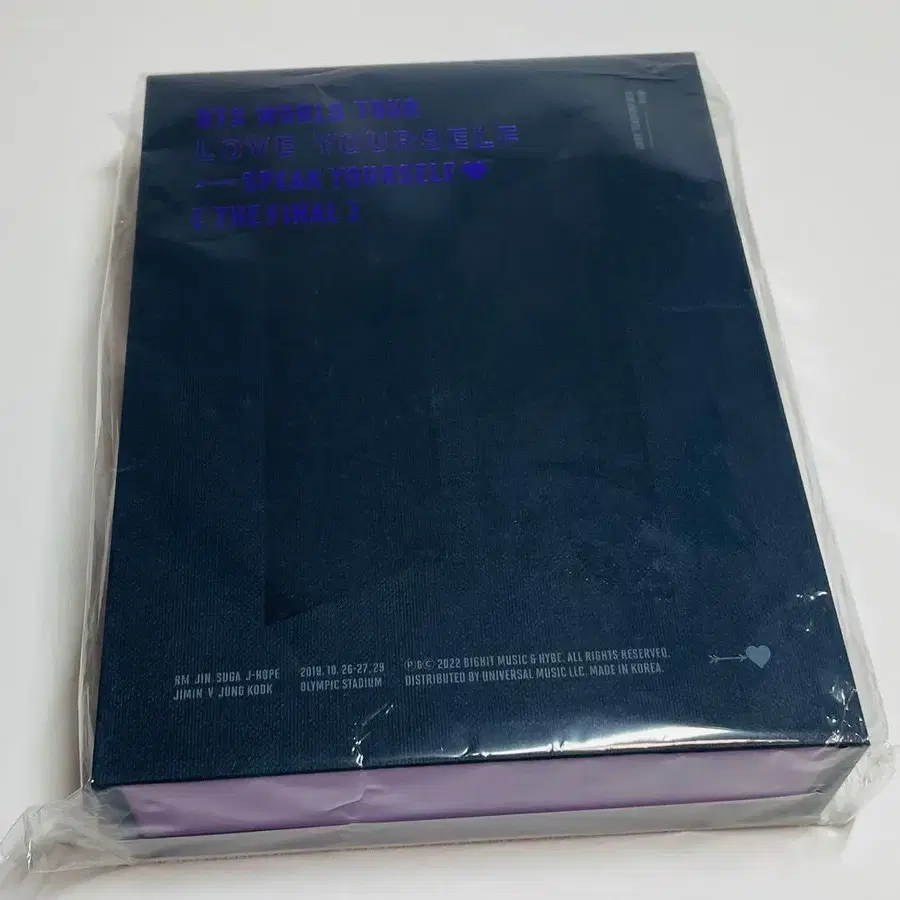 BTS WORLD TOUR
LOVE YOURSELF
SPEAK YOURSELF
[ THE FINAL ]
RM JIN SUGA J-HOPE
JIMIN V JUNG KOOK
2019. 10. 26-27, 29
OLYMPIC STADIUM
Ⓟ&© 2022 BIGHIT MUSIC & HYBE. ALL RIGHTS RESERVED.
DISTRIBUTED BY UNIVERSAL MUSIC LLC. MADE IN KOREA.